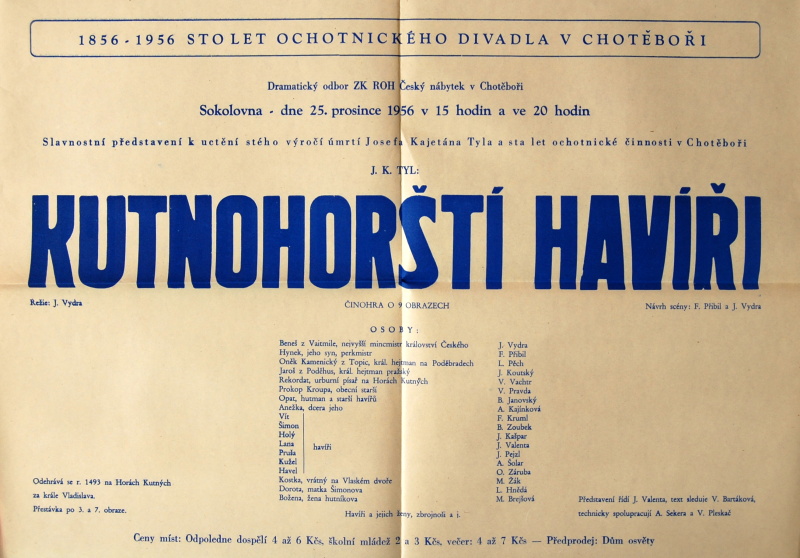 1856 - 1956 STO LET OCHOTNICKÉHO DIVADLA V CHOTĚBOŘI
Dramatický odbor ZK ROH Český nábytek v Chotěboři
Sokolovna - dne 25. prosince 1956 v 15 hodin a ve 20 hodin
Slavnostní představení k uctění stého výročí úmrtí Josefa Kajetána Tyla a sta let ochotnické činnosti v Chotěboři
J. K. TYL:
KUTNOHORŠTÍ HAVÍŘI
Režie: J. Vydra
ČINOHRA O 9 OBRAZECH
Návrh scény: F. Přibil a J. Vydra
OSOBY:
Beneš z Vaitmile, nejvyšší mincmistr království Českého J. Vydra
Hynek, jeho syn, perkmistr F. Přibil
Oněk Kamenický z Topic, král. hejtman na Poděbradech L. Pěch
Jaroš z Poděhus, král. hejtman pražský J. Koutský
Rekordat, urburní písař na Horách Kutných V. Vachtr
Prokop Kroupa, obecní starší V. Pravda
Opat, hutman a starší havířů B. Janovský
Anežka, dcera jeho A. Kajínková
Vít F. Kruml
Šimon B. Zoubek
Holý J. Kašpar
Lana J. Valenta
Pruša J. Pejzl
Kužel A. Šolar
Havel O. Záruba
havíři
Kostka, vrátný na Vlaském dvoře M. Žák
Dorota, matka Šimonova L. Hnědá
Božena, žena hutníkova M. Brejšová
Havíři a jejich ženy, zbrojnoši a j.
Odehrává se r. 1493 na Horách Kutných
za krále Vladislava.
Přestávka po 3. a 7. obraze.
Představení řídí J. Valenta, text sleduje V. Bartáková,
technicky spolupracují A. Sekera a V. Pleskač
Ceny míst: Odpoledne dospělí 4 až 6 Kčs, školní mládež 2 a 3 Kčs, večer: 4 až 7 Kčs — Předprodej: Dům osvěty